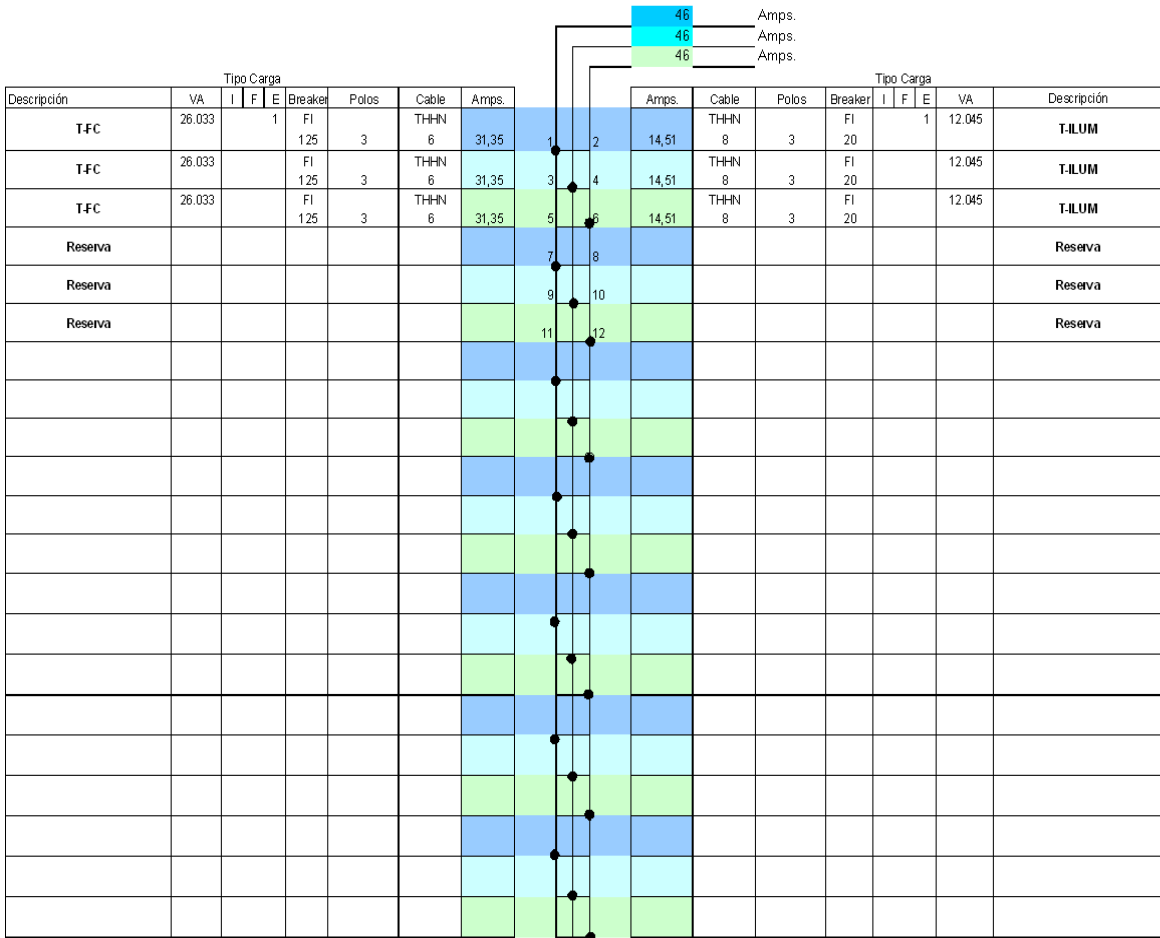 46 Amps.
46 Amps.
46 Amps.
Tipo Carga Tipo Carga
Descripción VA I F E Breaker Polos Cable Amps. Amps. Cable Polos Breaker I F E VA Descripción
T-FC 26.033 1 FI 125 3 THHN 6 31,35 1 2 14,51 THHN 8 3 FI 20 1 12.045 T-ILUM
T-FC 26.033 FI 125 3 THHN 6 31,35 3 4 14,51 THHN 8 3 FI 20 12.045 T-ILUM
T-FC 26.033 FI 125 3 THHN 6 31,35 5 6 14,51 THHN 8 3 FI 20 12.045 T-ILUM
Reserva 7 8 Reserva
Reserva 9 10 Reserva
Reserva 11 12 Reserva